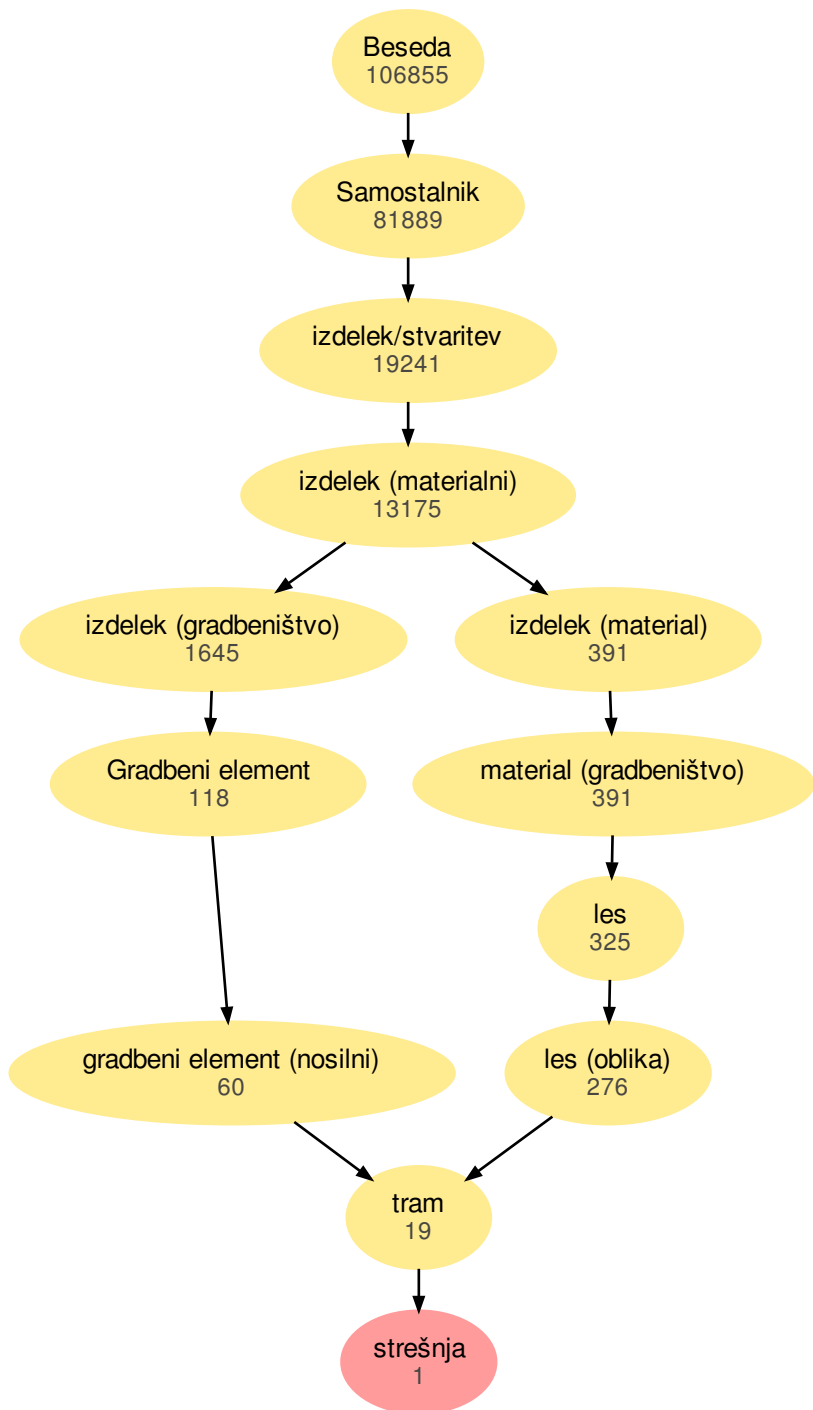 Beseda
106855
Samostalnik
81889
izdelek/stvaritev
19241
izdelek (materialni)
13175
izdelek (gradbeništvo)
1645
izdelek (material)
391
Gradbeni element
118
material (gradbeništvo)
391
les
325
gradbeni element (nosilni)
60
les (oblika)
276
tram
19
strešnja
1